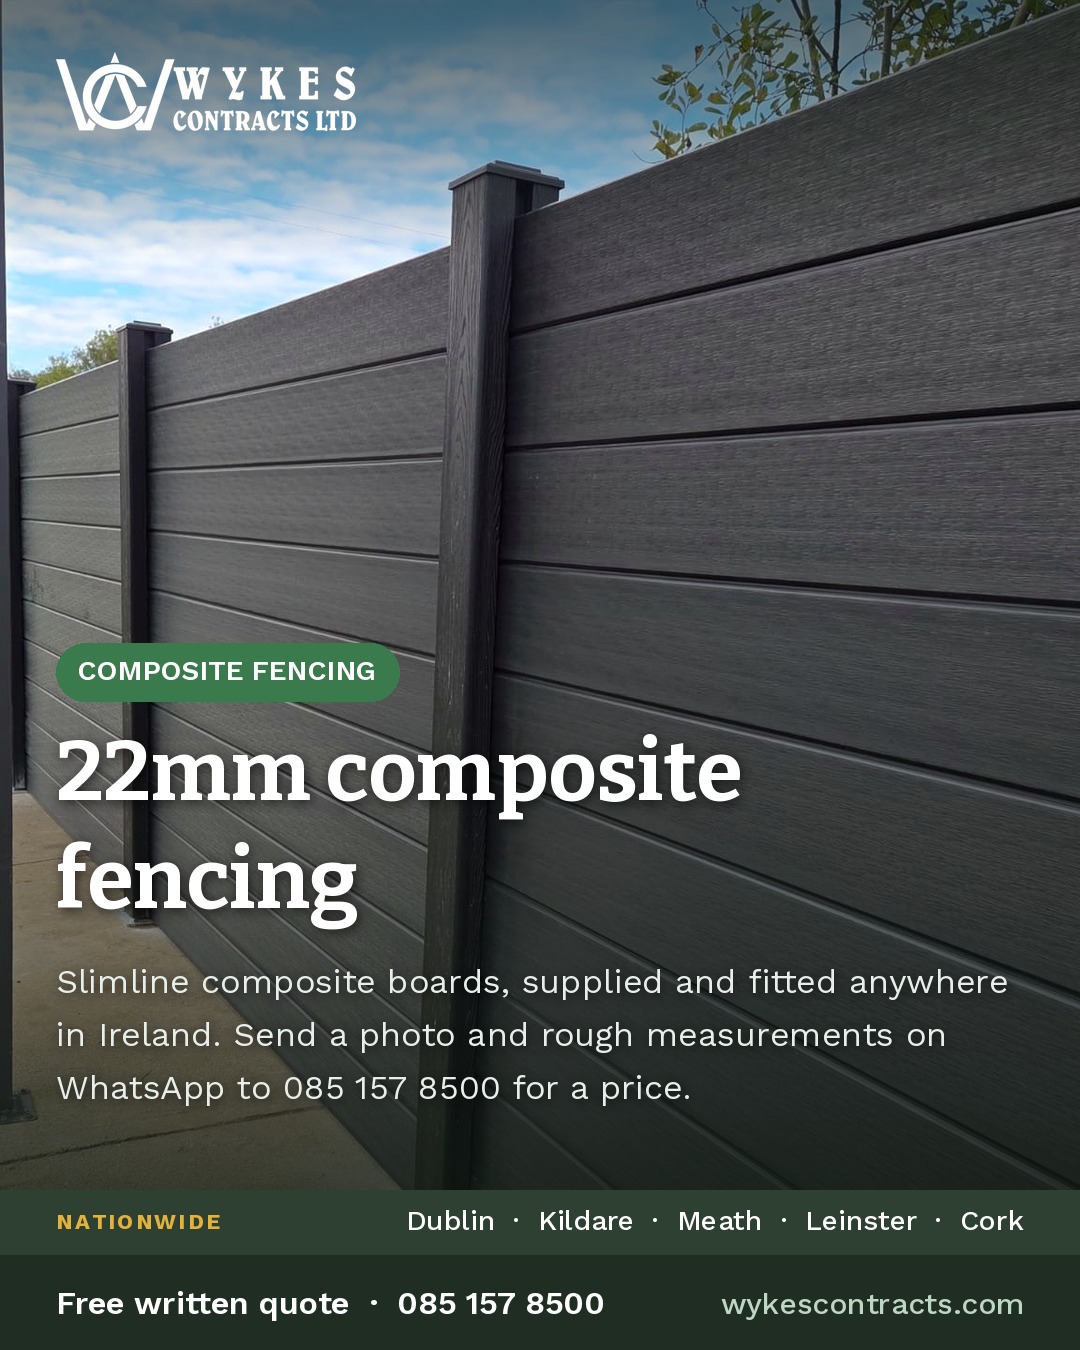 WYKES
CONTRACTS LTD
COMPOSITE FENCING
22mm composite
fencing
Slimline composite boards, supplied and fitted anywhere
in Ireland. Send a photo and rough measurements on
WhatsApp to 085 157 8500 for a price.
NATIONWIDE Dublin · Kildare · Meath · Leinster · Cork
Free written quote · 085 157 8500 wykescontracts.com